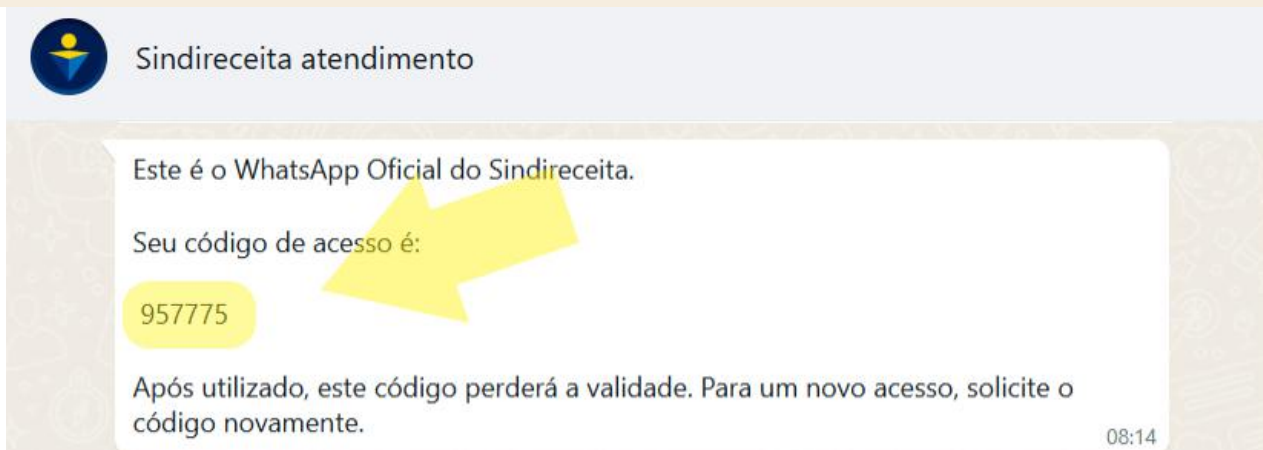 Sindireceita atendimento
Este é o WhatsApp Oficial do Sindireceita.
Seu código de acesso é:
957775
Após utilizado, este código perderá a validade. Para um novo acesso, solicite o
código novamente.
08:14